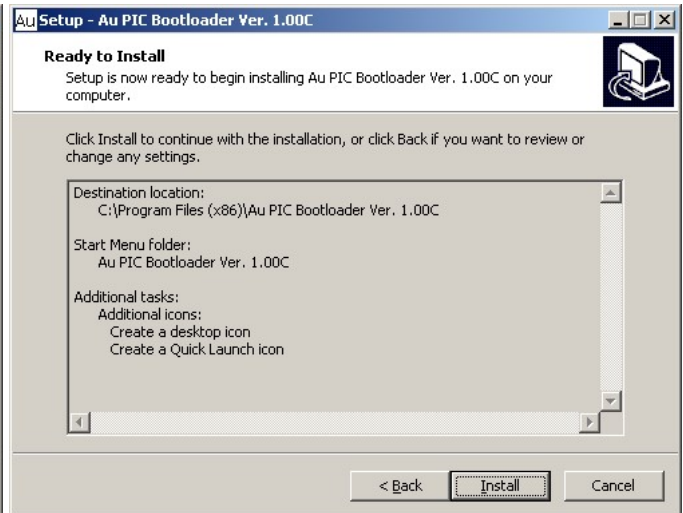 Au Setup - Au PIC Bootloader Ver. 1.00C
Ready to Install
Setup is now ready to begin installing Au PIC Bootloader Ver. 1.00C on your
computer.
Click Install to continue with the installation, or click Back if you want to review or
change any settings.
Destination location:
C:\Program Files (x86)\Au PIC Bootloader Ver. 1.00C
Start Menu folder:
Au PIC Bootloader Ver. 1.00C
Additional tasks:
Additional icons:
Create a desktop icon
Create a Quick Launch icon
< Back Install Cancel